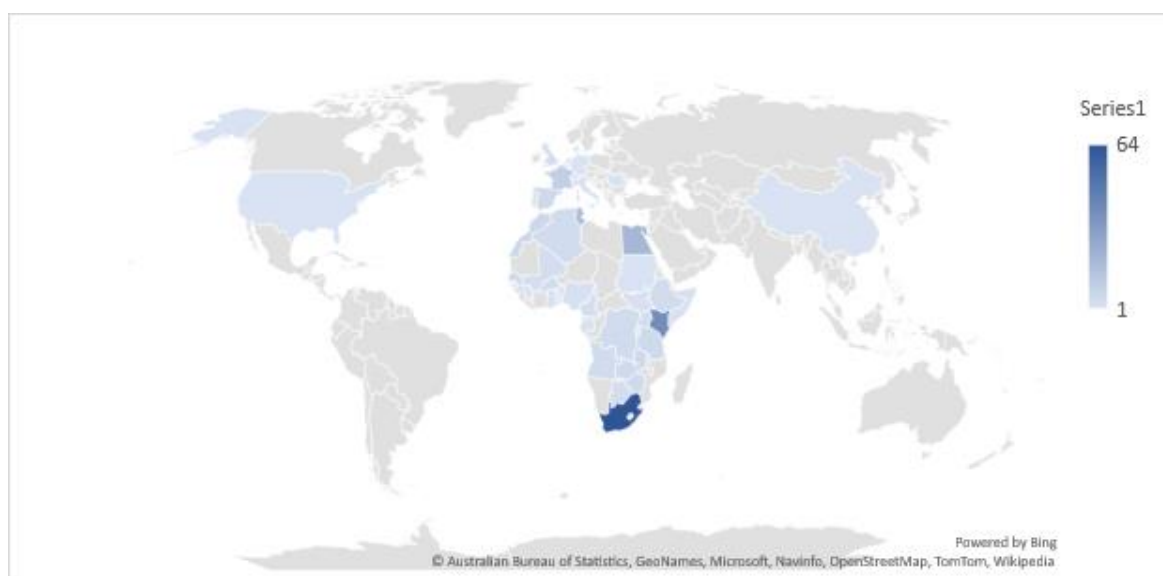 Series1
64
1
Powered by Bing
© Australian Bureau of Statistics, GeoNames, Microsoft, Navinfo, OpenStreetMap, TomTom, Wikipedia